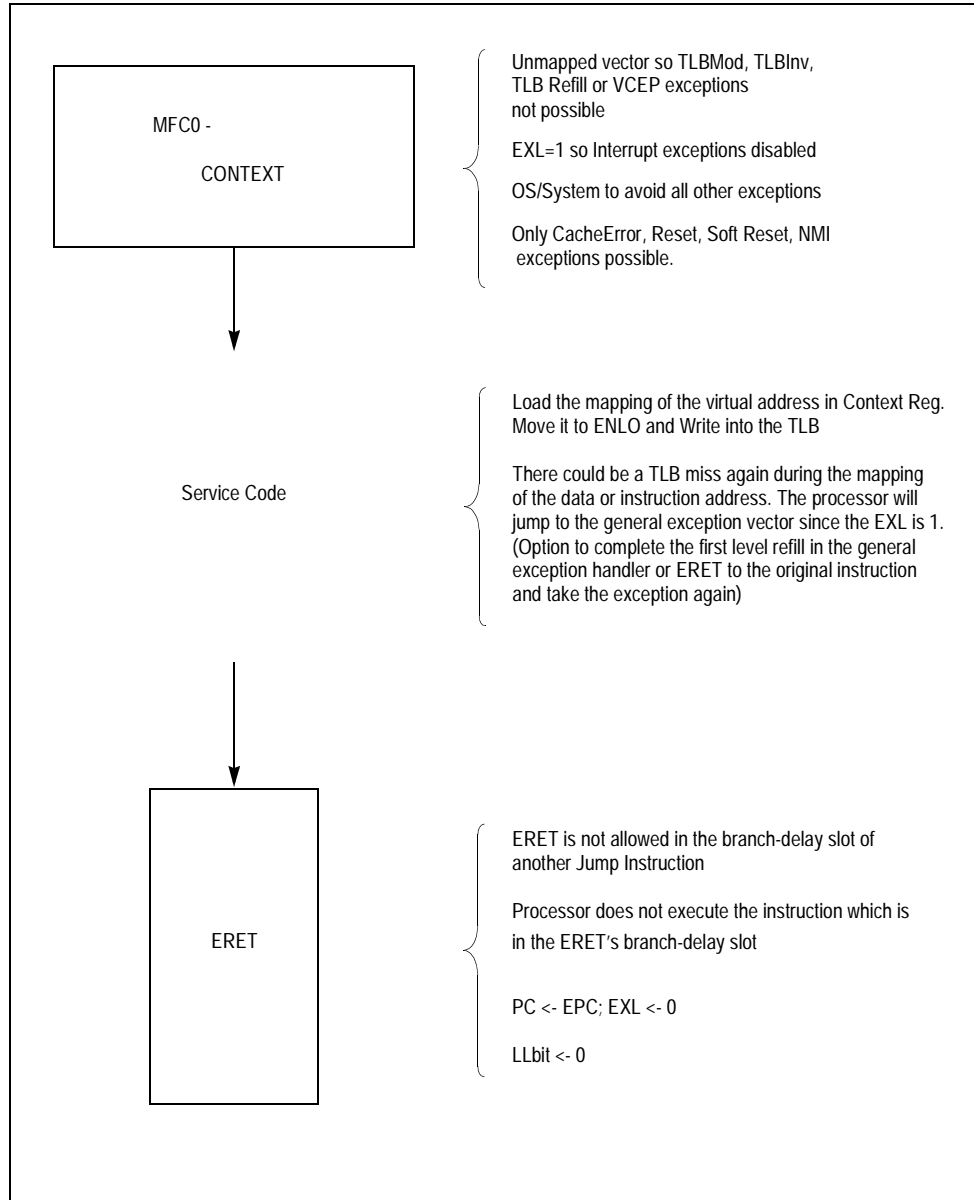 MFC0 -
CONTEXT
Unmapped vector so TLBMod, TLBInv,
TLB Refill or VCEP exceptions
not possible
EXL=1 so Interrupt exceptions disabled
OS/System to avoid all other exceptions
Only CacheError, Reset, Soft Reset, NMI
exceptions possible.
Service Code
Load the mapping of the virtual address in Context Reg.
Move it to ENLO and Write into the TLB
There could be a TLB miss again during the mapping
of the data or instruction address. The processor will
jump to the general exception vector since the EXL is 1.
(Option to complete the first level refill in the general
exception handler or ERET to the original instruction
and take the exception again)
ERET
ERET is not allowed in the branch-delay slot of
another Jump Instruction
Processor does not execute the instruction which is
in the ERET's branch-delay slot
PC <- EPC; EXL <- 0
LLbit <- 0